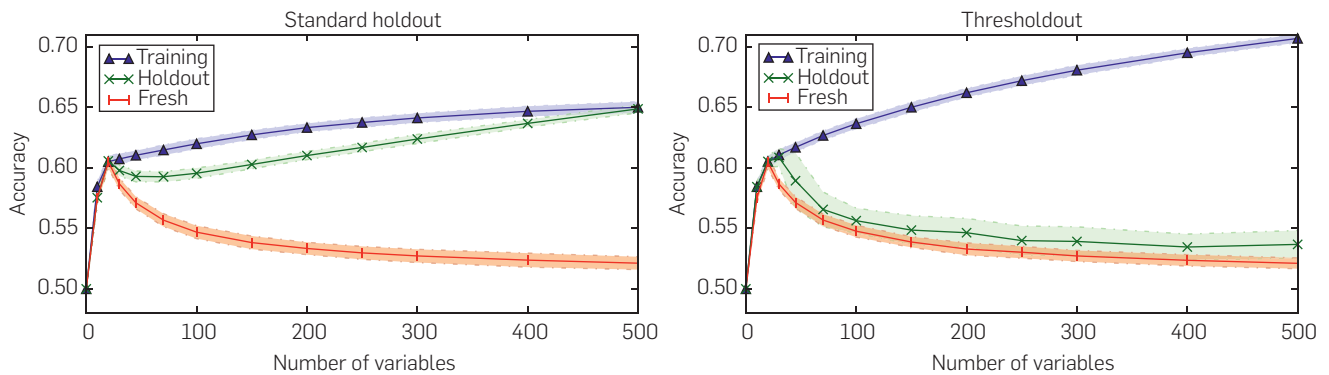 Standard holdout
0.70
0.65
0.60
0.55
0.50
Accuracy
Training
Holdout
Fresh
0 100 200 300 400 500
Number of variables
Thresholdout
0.70
0.65
0.60
0.55
0.50
Accuracy
Training
Holdout
Fresh
0 100 200 300 400 500
Number of variables